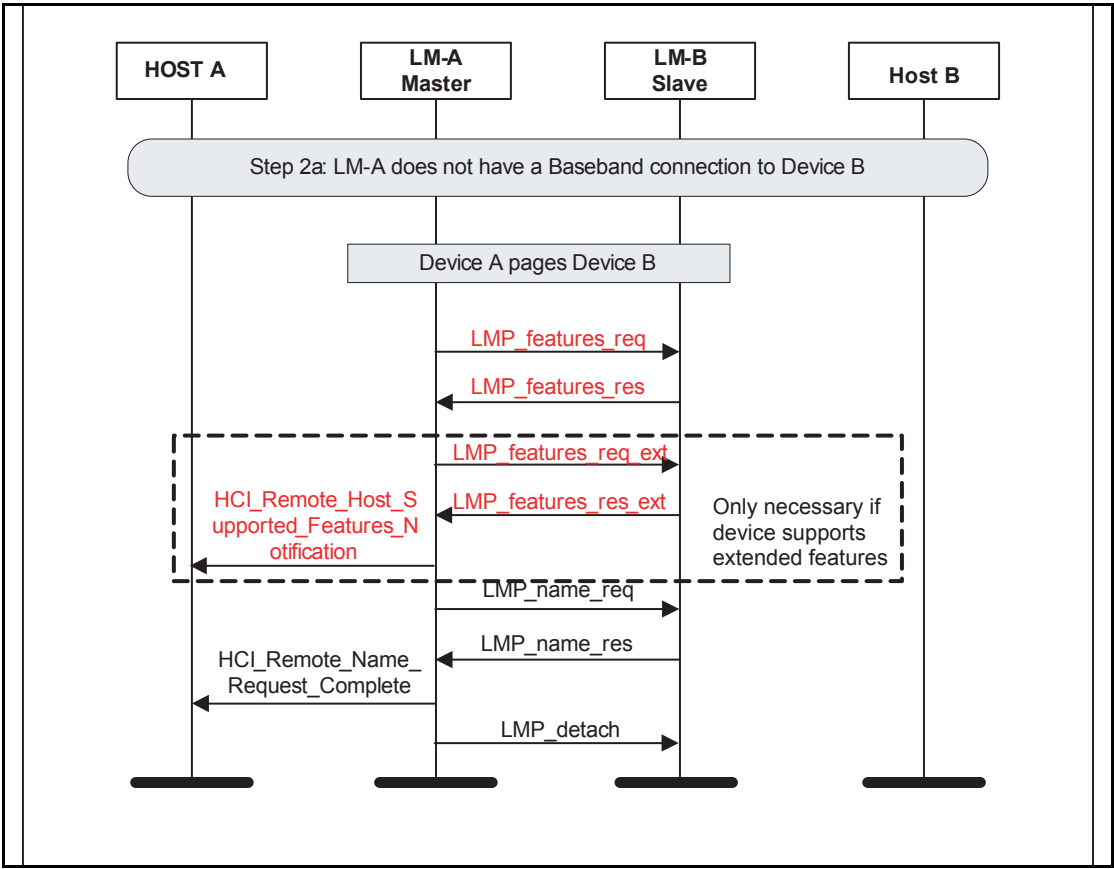 HOST A
LM-A
Master
LM-B
Slave
Host B
Step 2a: LM-A does not have a Baseband connection to Device B
Device A pages Device B
LMP_features_req
LMP_features_res
LMP_features_req_ext
HCI_Remote_Host_S
upported_Features_N
otification
LMP_features_res_ext
Only necessary if
device supports
extended features
LMP_name_req
LMP_name_res
HCI_Remote_Name_
Request_Complete
LMP_detach